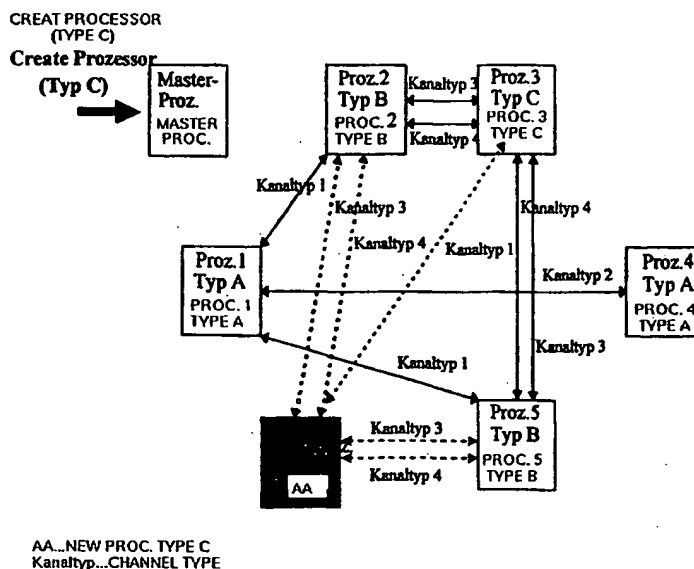 CREAT PROCESSOR
(TYPE C)
Create Prozessor
(Typ C)
Master-
Proz.
MASTER
PROC.
Proz.2
Typ B
PROC. 2
TYPE B
Kanaltyp 3
Kanaltyp 4
Proz.3
Typ C
PROC. 3
TYPE C
Kanaltyp 1
Kanaltyp 3
Kanaltyp 4
Kanaltyp 1
Kanaltyp 4
Proz.1
Typ A
PROC. 1
TYPE A
Kanaltyp 2
Proz.4
Typ A
PROC. 4
TYPE A
Kanaltyp 1
Kanaltyp 3
Proz.5
Typ B
PROC. 5
TYPE B
Kanaltyp 3
Kanaltyp 4
AA
AA...NEW PROC. TYPE C
Kanaltyp...CHANNEL TYPE